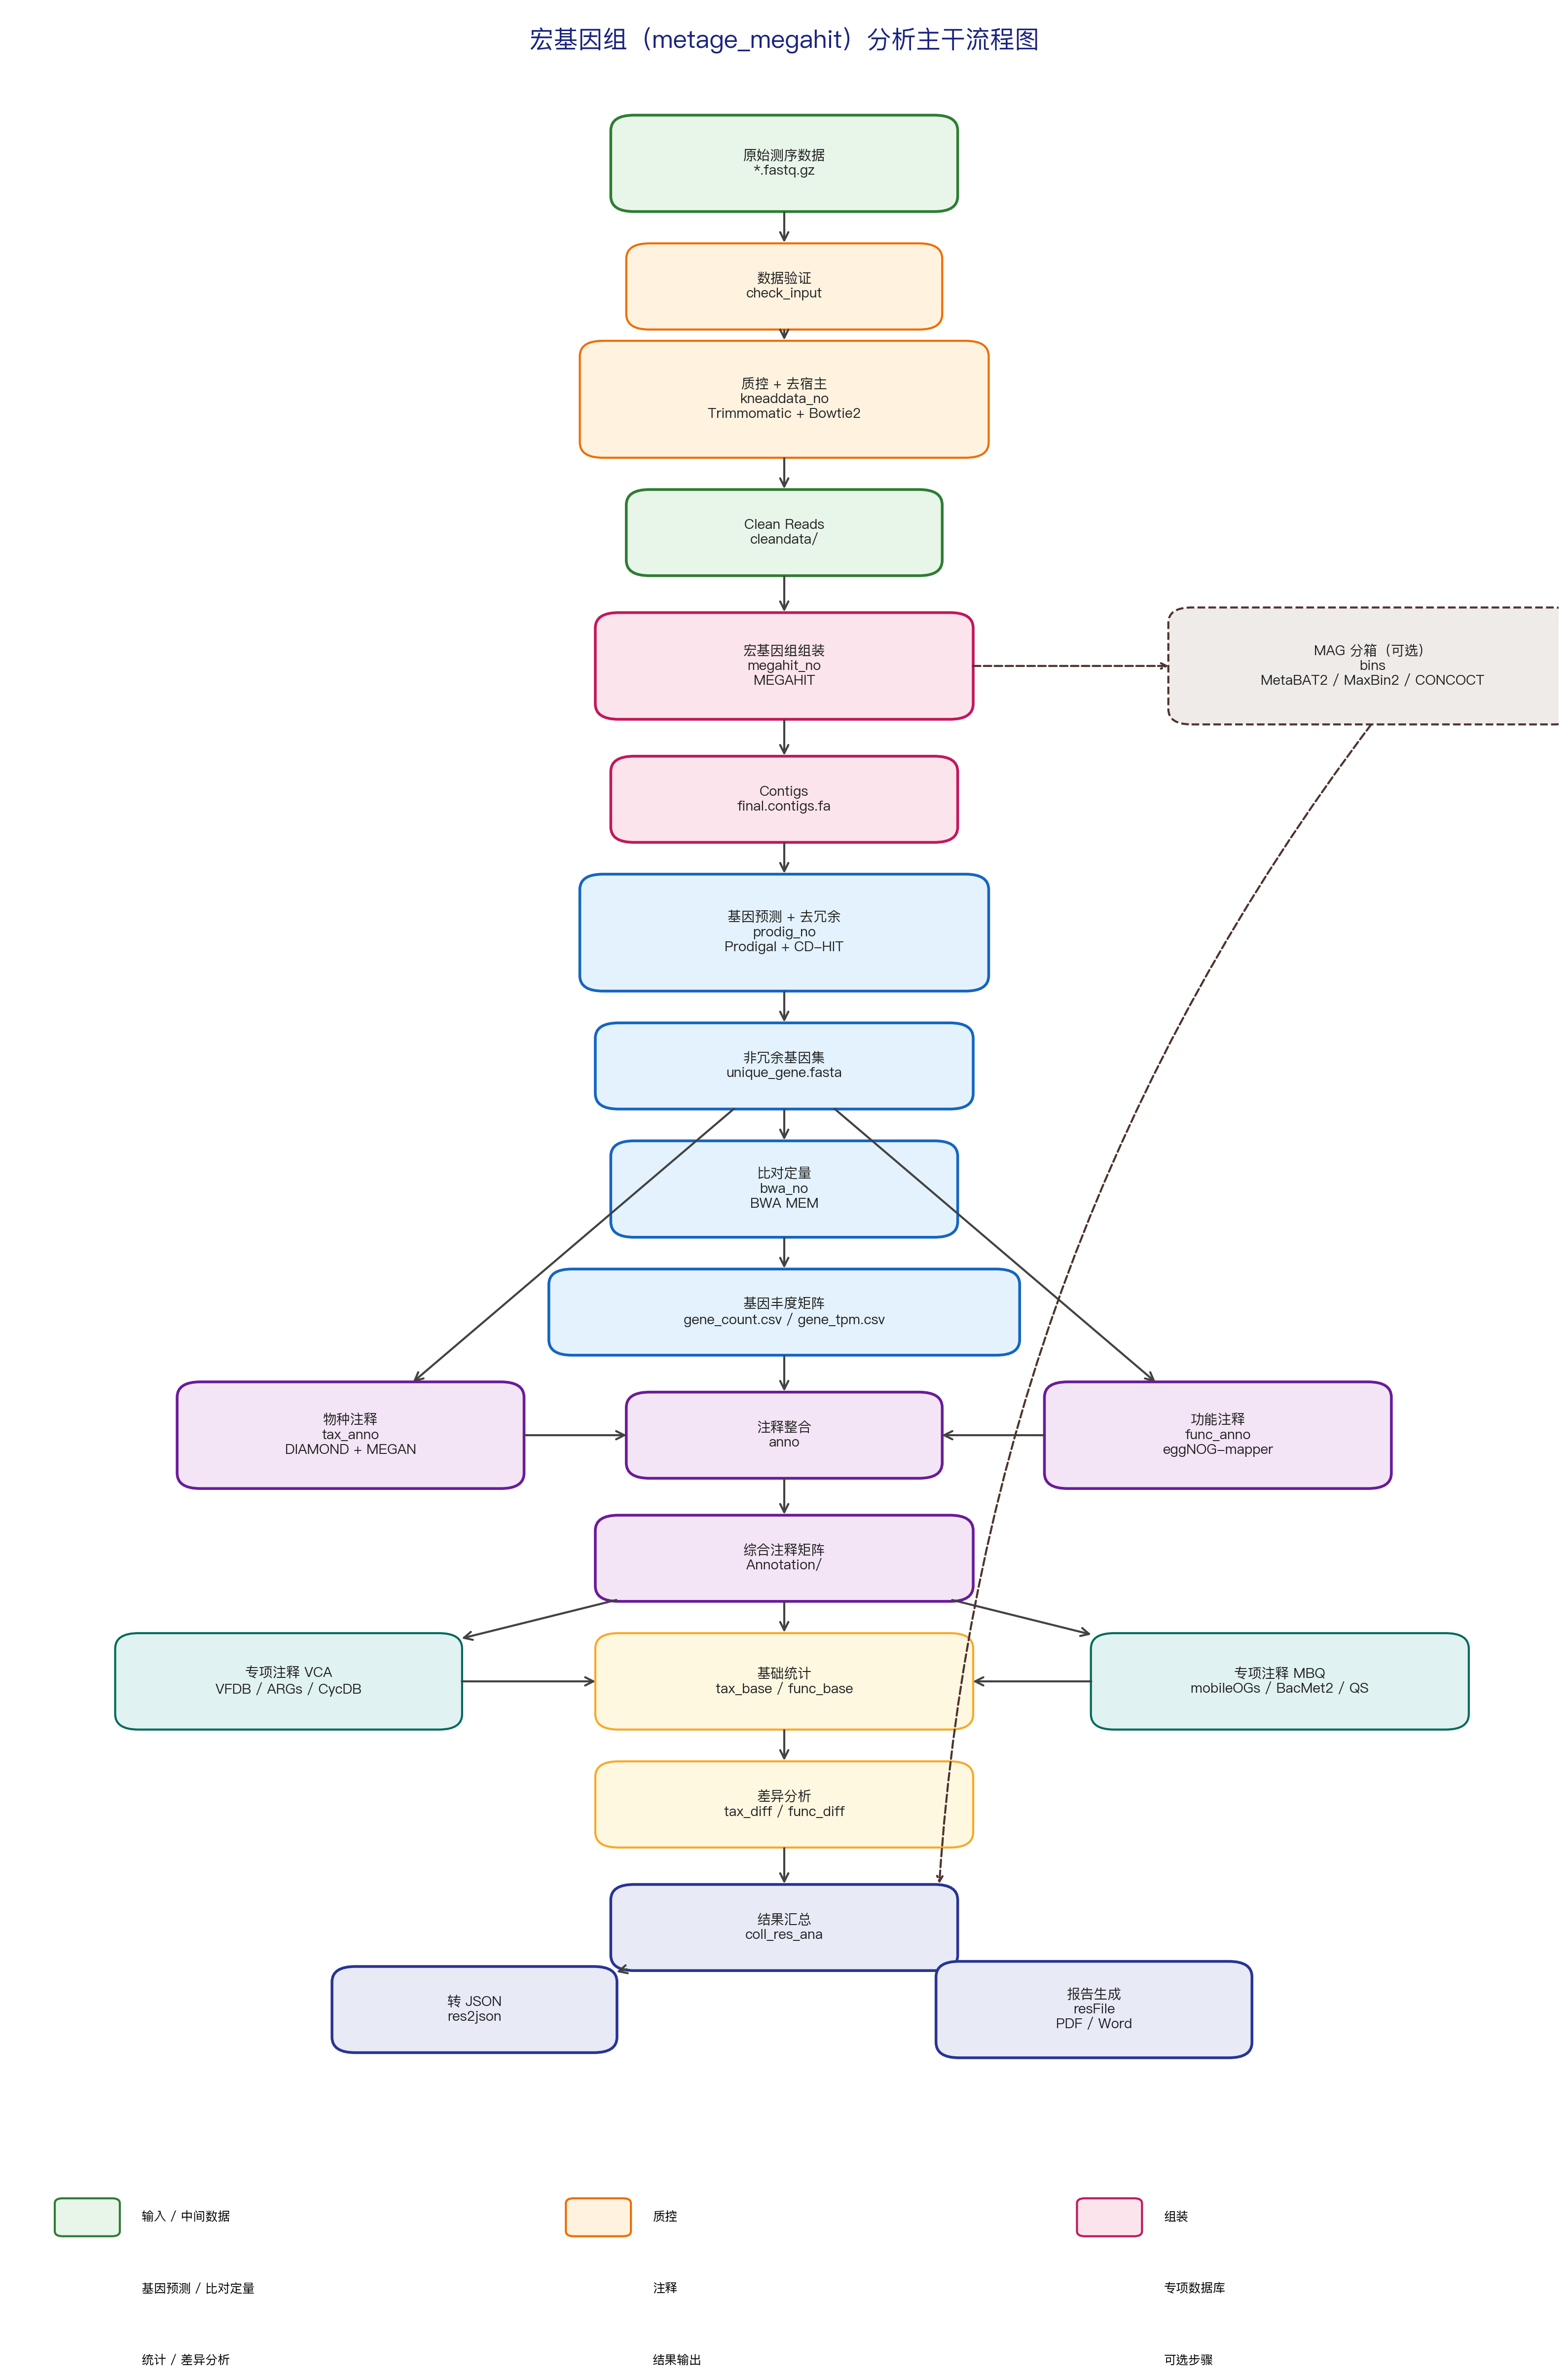 宏基因组（metage_megahit）分析主干流程图
原始测序数据
*.fastq.gz
数据验证
check_input
质控 + 去宿主
kneaddata_no
Trimmomatic + Bowtie2
Clean Reads
cleandata/
宏基因组组装
megahit_no
MEGAHIT
MAG 分箱（可选）
bins
MetaBAT2 / MaxBin2 / CONCOCT
Contigs
final.contigs.fa
基因预测 + 去冗余
prodig_no
Prodigal + CD-HIT
非冗余基因集
unique_gene.fasta
比对定量
bwa_no
BWA MEM
基因丰度矩阵
gene_count.csv / gene_tpm.csv
物种注释
tax_anno
DIAMOND + MEGAN
注释整合
anno
功能注释
func_anno
eggNOG-mapper
综合注释矩阵
Annotation/
专项注释 VCA
VFDB / ARGs / CycDB
基础统计
tax_base / func_base
专项注释 MBQ
mobileOGs / BacMet2 / QS
差异分析
tax_diff / func_diff
结果汇总
coll_res_ana
转 JSON
res2json
报告生成
resFile
PDF / Word
输入 / 中间数据
质控
组装
基因预测 / 比对定量
注释
专项数据库
统计 / 差异分析
结果输出
可选步骤